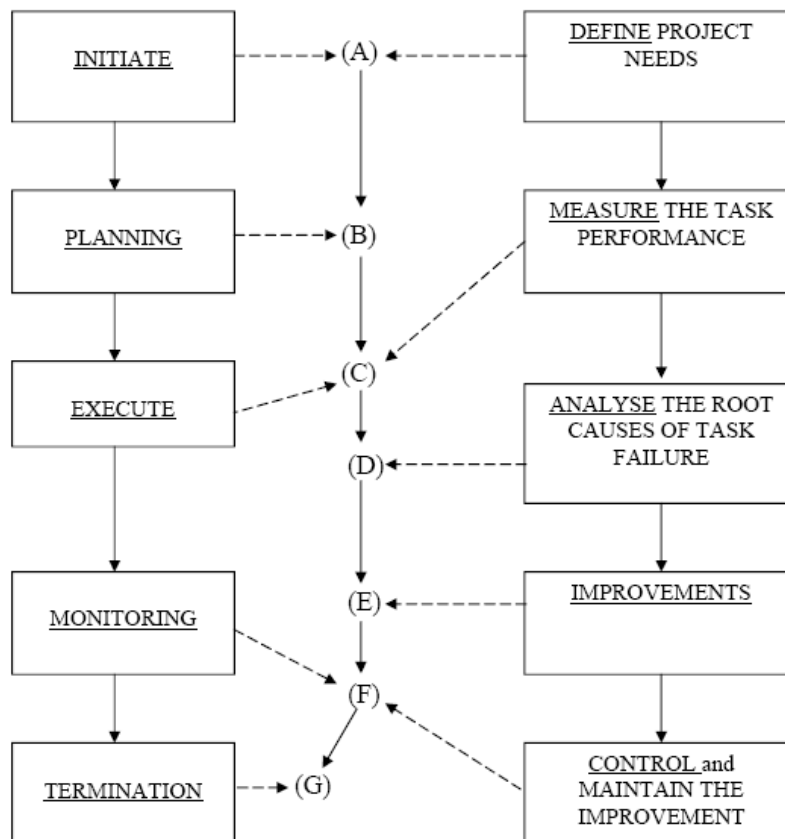 INITIATE
(A)
DEFINE PROJECT
NEEDS
PLANNING
(B)
MEASURE THE TASK
PERFORMANCE
(C)
EXECUTE
ANALYSE THE ROOT
CAUSES OF TASK
FAILURE
(D)
MONITORING
(E)
IMPROVEMENTS
(F)
TERMINATION
(G)
CONTROL and
MAINTAIN THE
IMPROVEMENT